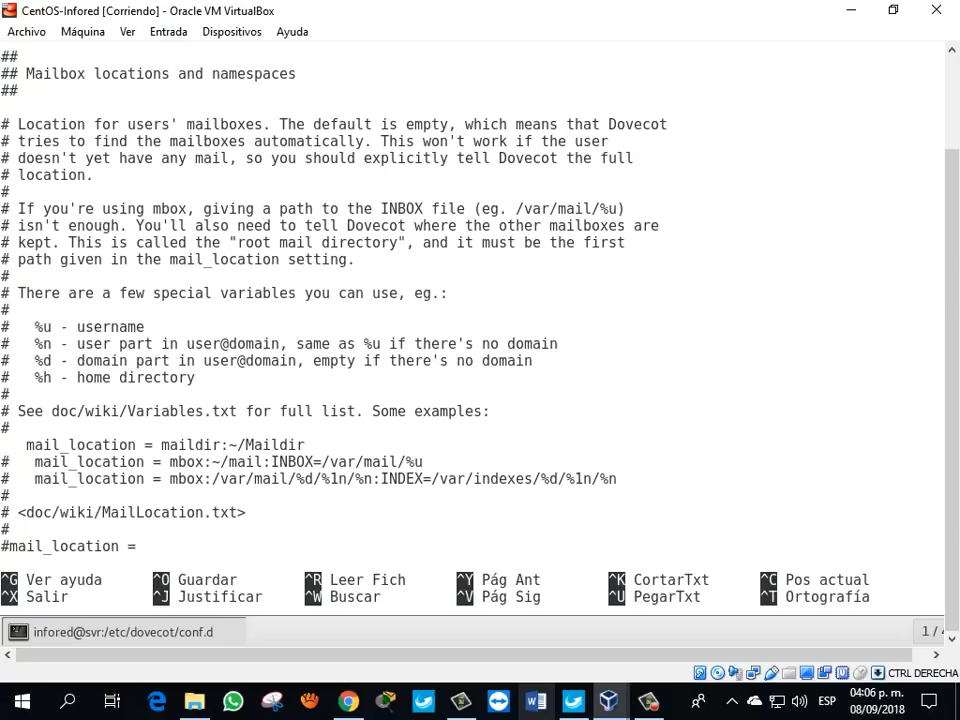 CentOS-Infored [Corriendo] - Oracle VM VirtualBox
Archivo Máquina Ver Entrada Dispositivos Ayuda
##
## Mailbox locations and namespaces
##
# Location for users' mailboxes. The default is empty, which means that Dovecot
# tries to find the mailboxes automatically. This won't work if the user
# doesn't yet have any mail, so you should explicitly tell Dovecot the full
# location.
#
# If you're using mbox, giving a path to the INBOX file (eg. /var/mail/%u)
# isn't enough. You'll also need to tell Dovecot where the other mailboxes are
# kept. This is called the "root mail directory", and it must be the first
# path given in the mail_location setting.
#
# There are a few special variables you can use, eg.:
#
#   %u - username
#   %n - user part in user@domain, same as %u if there's no domain
#   %d - domain part in user@domain, empty if there's no domain
#   %h - home directory
#
# See doc/wiki/Variables.txt for full list. Some examples:
#
   mail_location = maildir:~/Maildir
#   mail_location = mbox:~/mail:INBOX=/var/mail/%u
#   mail_location = mbox:/var/mail/%d/%1n/%n:INDEX=/var/indexes/%d/%1n/%n
#
# <doc/wiki/MailLocation.txt>
#
#mail_location =
^G Ver ayuda ^O Guardar ^R Leer Fich ^Y Pág Ant ^K CortarTxt ^C Pos actual
^X Salir ^J Justificar ^W Buscar ^V Pág Sig ^U PegarTxt ^T Ortografía
infored@svr:/etc/dovecot/conf.d 1 /
CTRL DERECHA
ESP 04:06 p. m.
08/09/2018